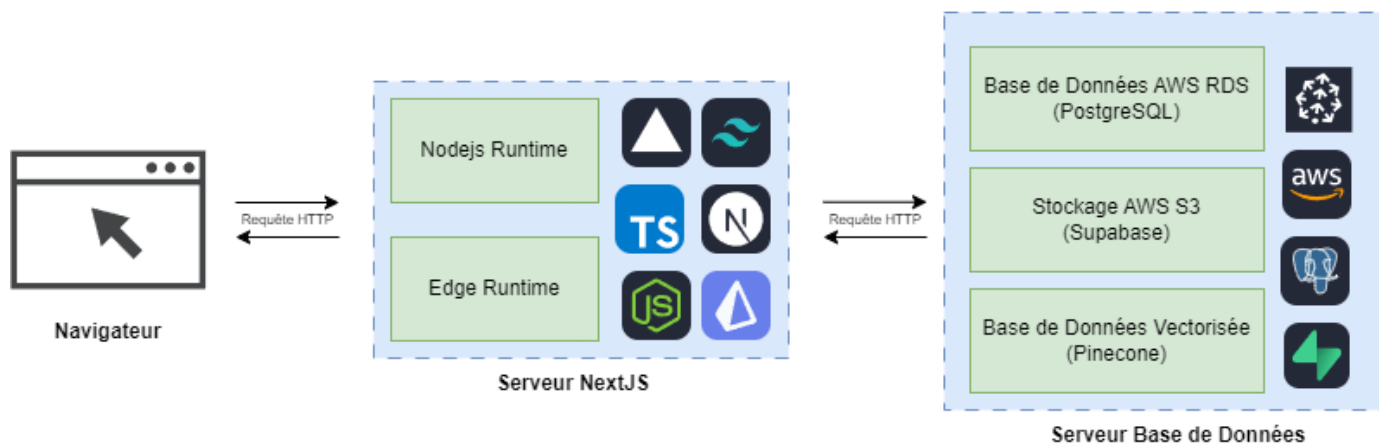 Navigateur
Requête HTTP
Nodejs Runtime
Edge Runtime
TS
N
JS
Serveur NextJS
Requête HTTP
Base de Données AWS RDS
(PostgreSQL)
Stockage AWS S3
(Supabase)
Base de Données Vectorisée
(Pinecone)
aws
Serveur Base de Données